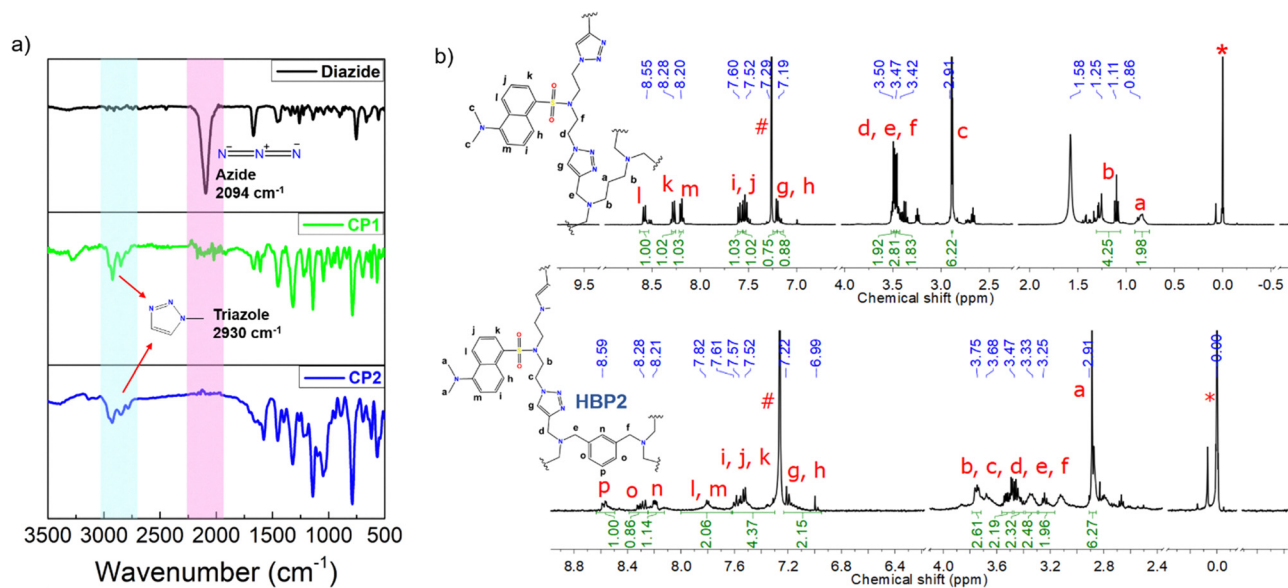 a)
Diazide
N⁻ N⁺ N⁻
Azide
2094 cm⁻¹
CP1
N
N
N
Triazole
2930 cm⁻¹
CP2
3500 3000 2500 2000 1500 1000 500
Wavenumber (cm⁻¹)
b)
8.55 8.28 8.20 7.60 7.52 7.29 7.19 3.50 3.47 3.42 2.91 1.58 1.25 1.11 0.86
*
d, e, f
c
#
l k m i, j g, h b a
1.00 1.02 1.03 1.03 1.02 0.75 0.88 1.92 2.81 1.83 6.22 4.25 1.98
9.5 9.0 8.5 8.0 7.5 7.0 4.0 3.5 3.0 2.0 1.5 1.0 0.5 0.0
Chemical shift (ppm)
8.59 8.28 8.21 7.82 7.61 7.57 7.52 7.22 6.99 3.75 3.68 3.47 3.33 3.25 2.91 0.00
HBP2
#
a
*
i, j, k
p o n l, m g, h b, c, d, e, f
1.00 0.86 1.14 2.06 4.37 2.15 2.61 2.19 2.32 2.48 1.96 6.27
8.8 8.6 8.4 8.2 8.0 7.8 7.6 7.4 7.2 7.0 4.0 3.8 3.6 3.4 3.2 3.0 2.8 2.6 2.4 0.0
Chemical shift (ppm)